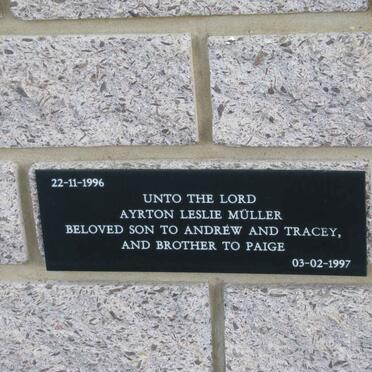 22-11-1996
UNTO THE LORD
AYRTON LESLIE MÜLLER
BELOVED SON TO ANDREW AND TRACEY,
AND BROTHER TO PAIGE
03-02-1997